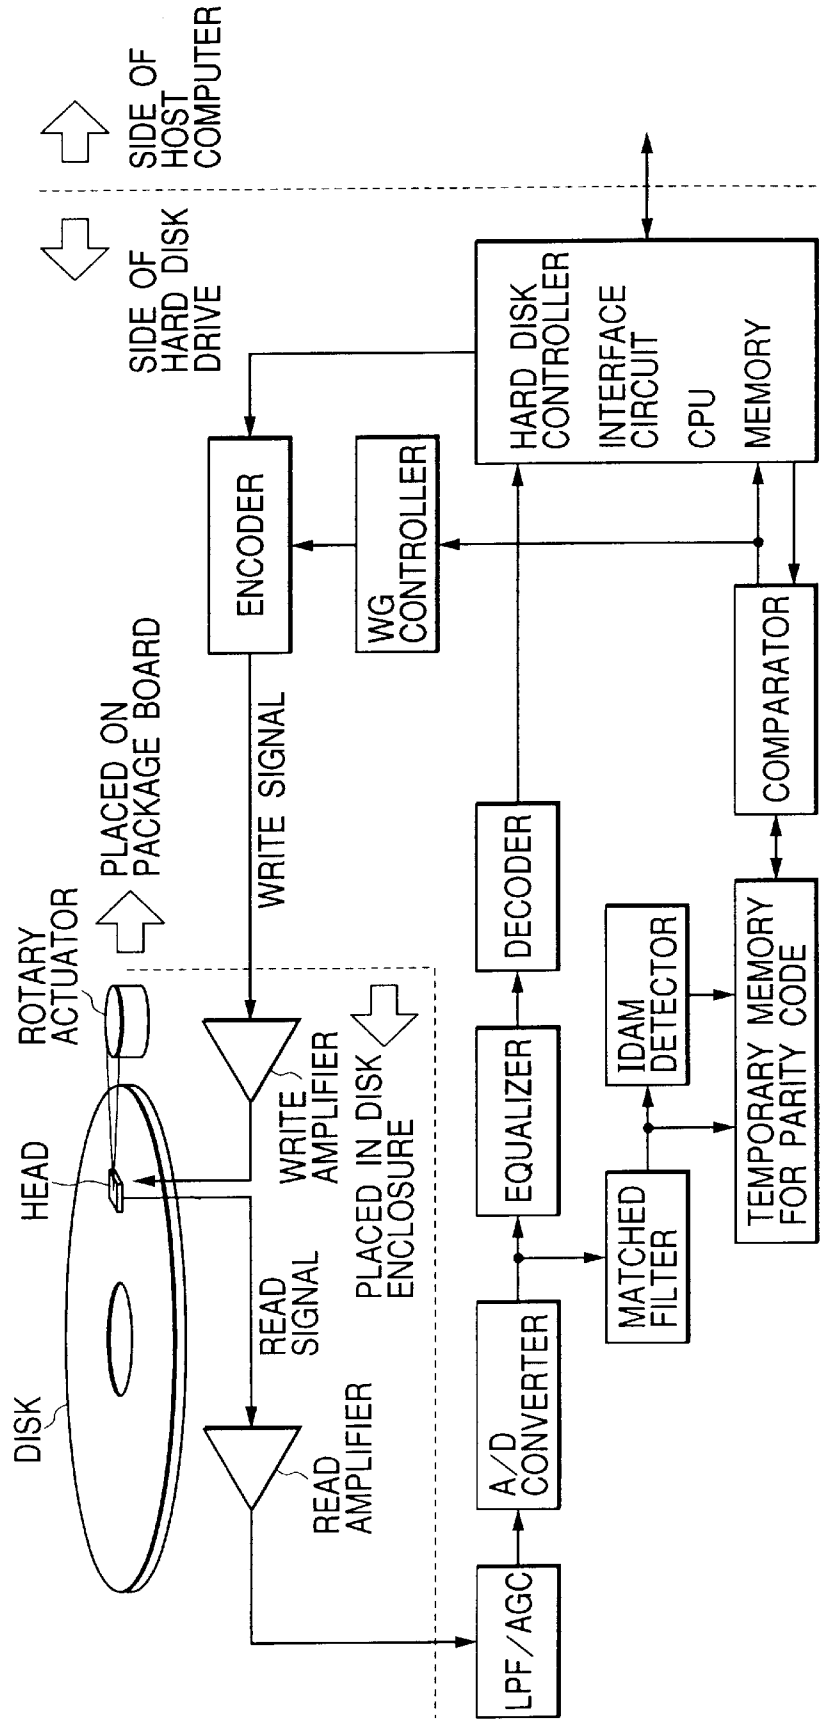 DISK
HEAD
ROTARY
ACTUATOR
PLACED ON
PACKAGE BOARD
SIDE OF
HARD DISK
DRIVE
SIDE OF
HOST
COMPUTER
READ
AMPLIFIER
READ
SIGNAL
WRITE
AMPLIFIER
WRITE SIGNAL
ENCODER
PLACED IN DISK
ENCLOSURE
WG
CONTROLLER
LPF/AGC
A/D
CONVERTER
EQUALIZER
DECODER
HARD DISK
CONTROLLER
INTERFACE
CIRCUIT
CPU
MEMORY
MATCHED
FILTER
IDAM
DETECTOR
TEMPORARY MEMORY
FOR PARITY CODE
COMPARATOR